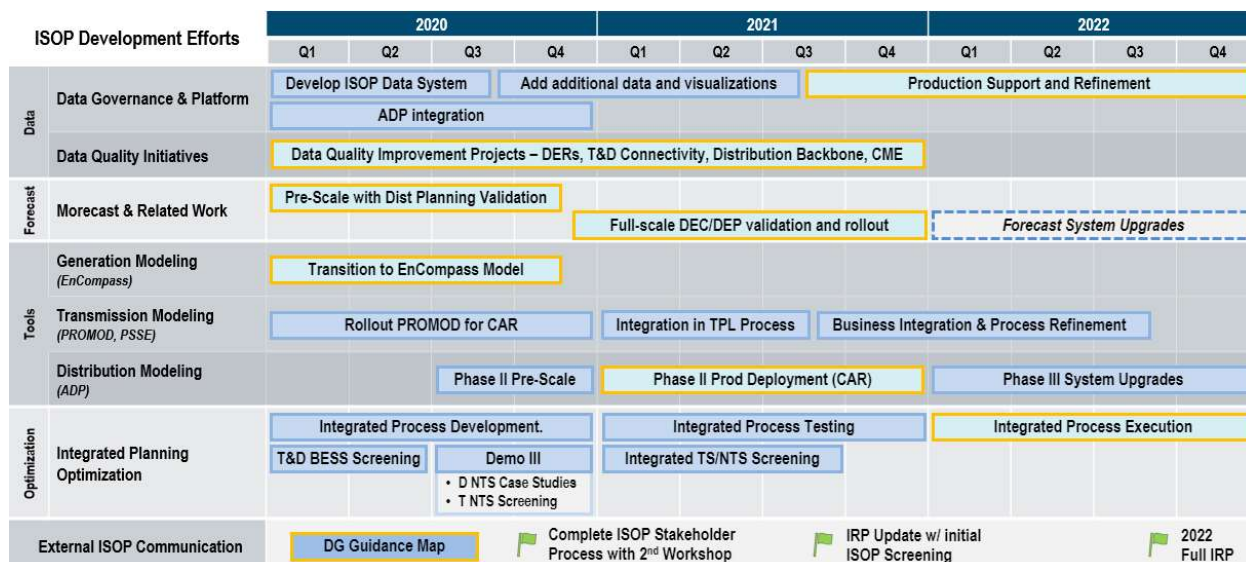 ISOP Development Efforts
2020
2021
2022
Q1
Q2
Q3
Q4
Q1
Q2
Q3
Q4
Q1
Q2
Q3
Q4
Data
Data Governance & Platform
Develop ISOP Data System
Add additional data and visualizations
Production Support and Refinement
ADP integration
Data Quality Initiatives
Data Quality Improvement Projects – DERs, T&D Connectivity, Distribution Backbone, CME
Forecast
Morecast & Related Work
Pre-Scale with Dist Planning Validation
Full-scale DEC/DEP validation and rollout
Forecast System Upgrades
Tools
Generation Modeling
(EnCompass)
Transition to EnCompass Model
Transmission Modeling
(PROMOD, PSSE)
Rollout PROMOD for CAR
Integration in TPL Process
Business Integration & Process Refinement
Distribution Modeling
(ADP)
Phase II Pre-Scale
Phase II Prod Deployment (CAR)
Phase III System Upgrades
Optimization
Integrated Planning
Optimization
Integrated Process Development.
Integrated Process Testing
Integrated Process Execution
T&D BESS Screening
Demo III
Integrated TS/NTS Screening
• D NTS Case Studies
• T NTS Screening
External ISOP Communication
DG Guidance Map
Complete ISOP Stakeholder
Process with 2nd Workshop
IRP Update w/ initial
ISOP Screening
2022
Full IRP